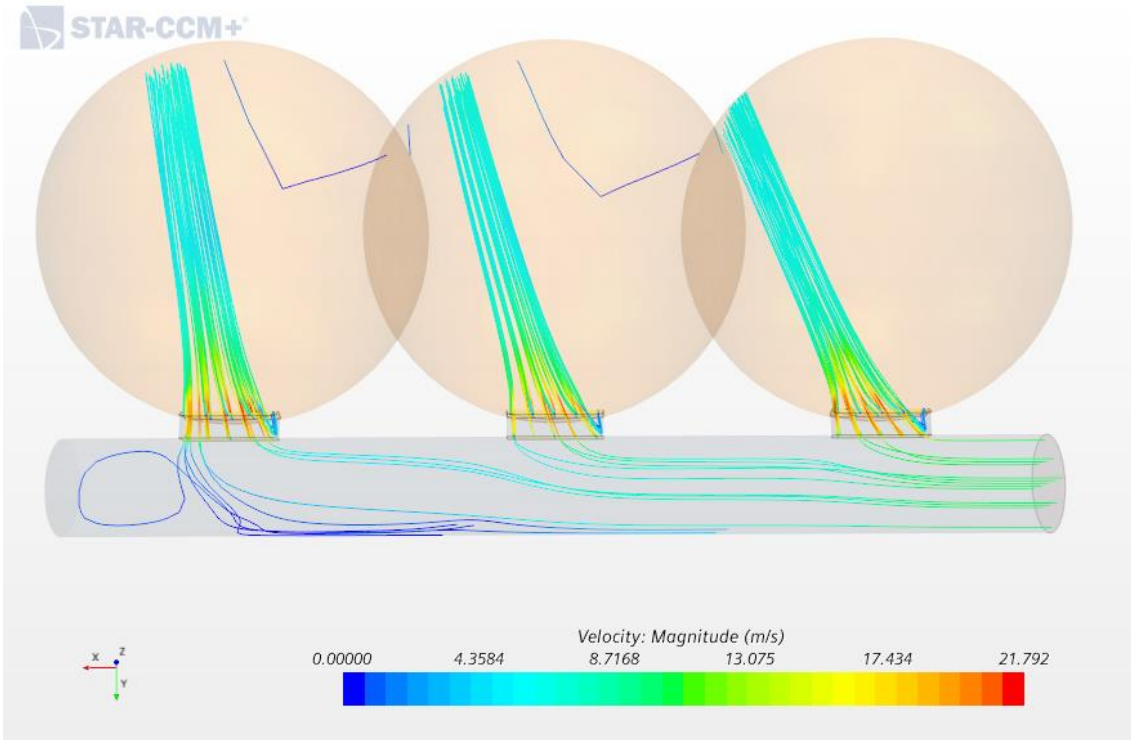 STAR-CCM+®
Velocity: Magnitude (m/s)
0.00000 4.3584 8.7168 13.075 17.434 21.792
X Z
Y